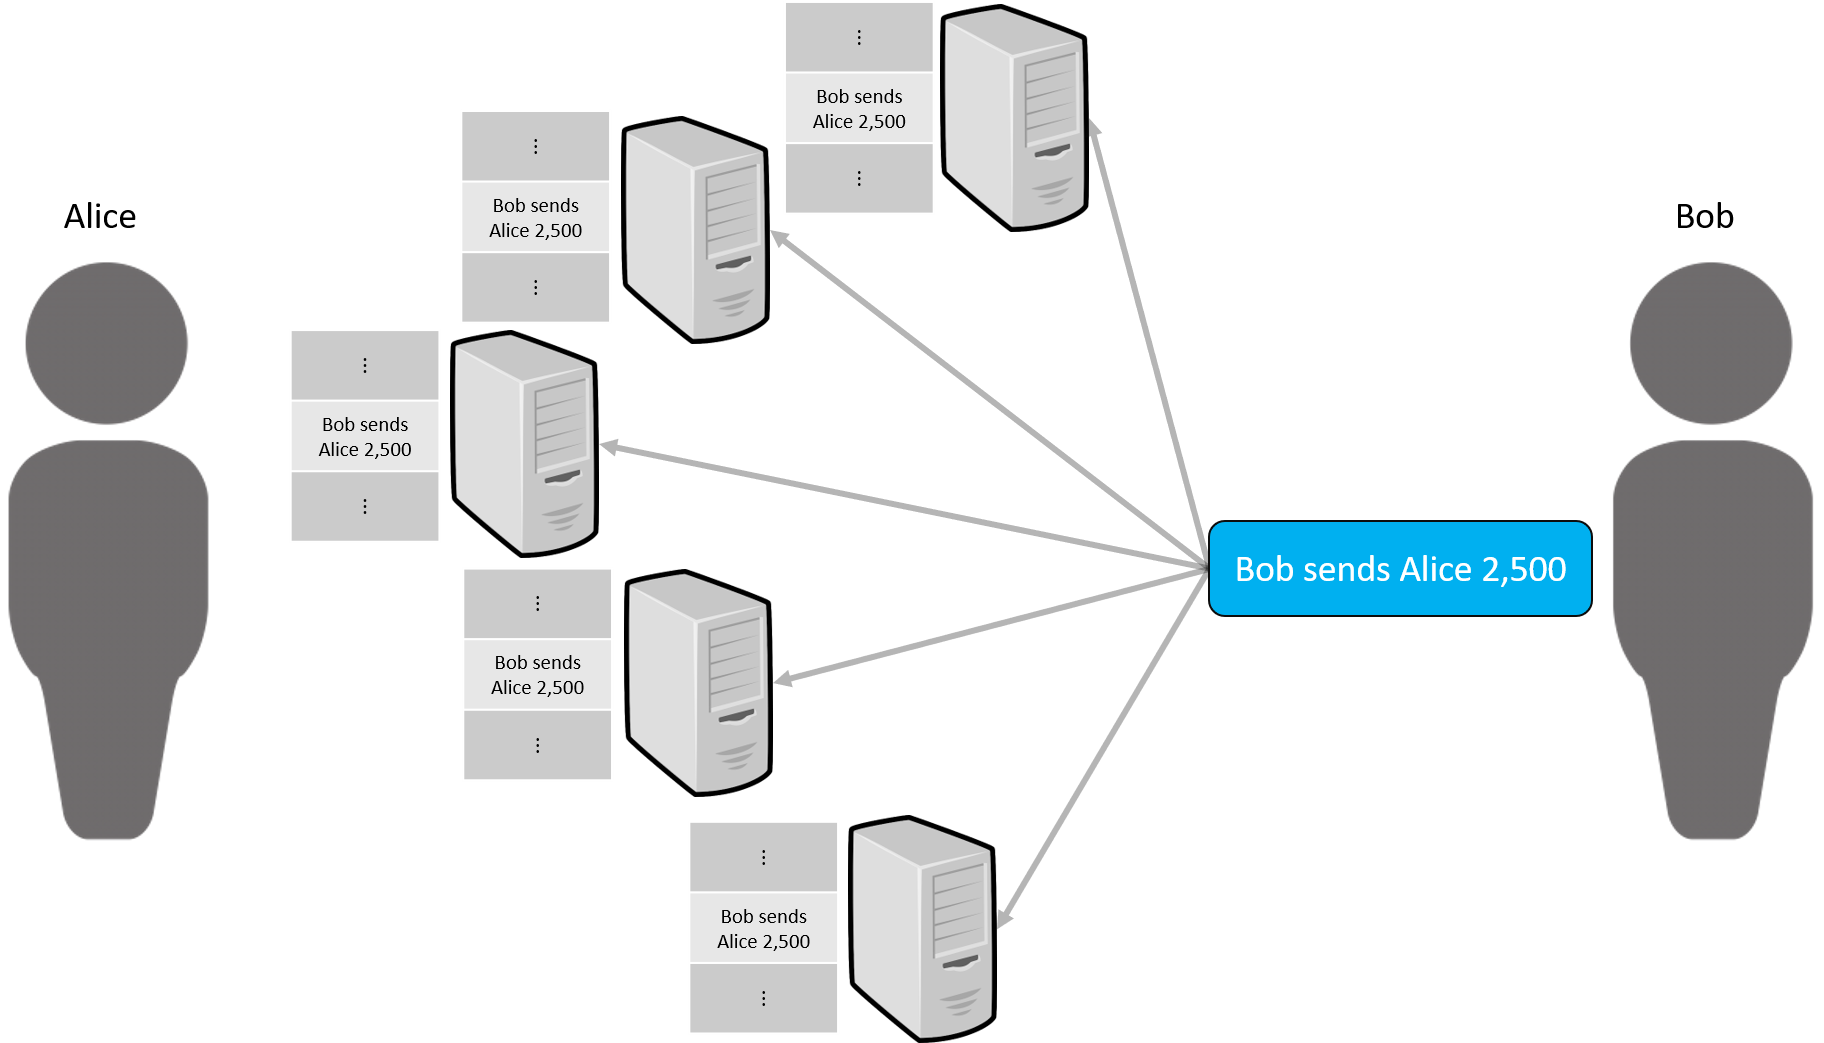 ⋮
Bob sends
Alice 2,500
⋮
⋮
Bob sends
Alice 2,500
⋮
Alice
Bob
⋮
Bob sends
Alice 2,500
⋮
Bob sends Alice 2,500
⋮
Bob sends
Alice 2,500
⋮
⋮
Bob sends
Alice 2,500
⋮